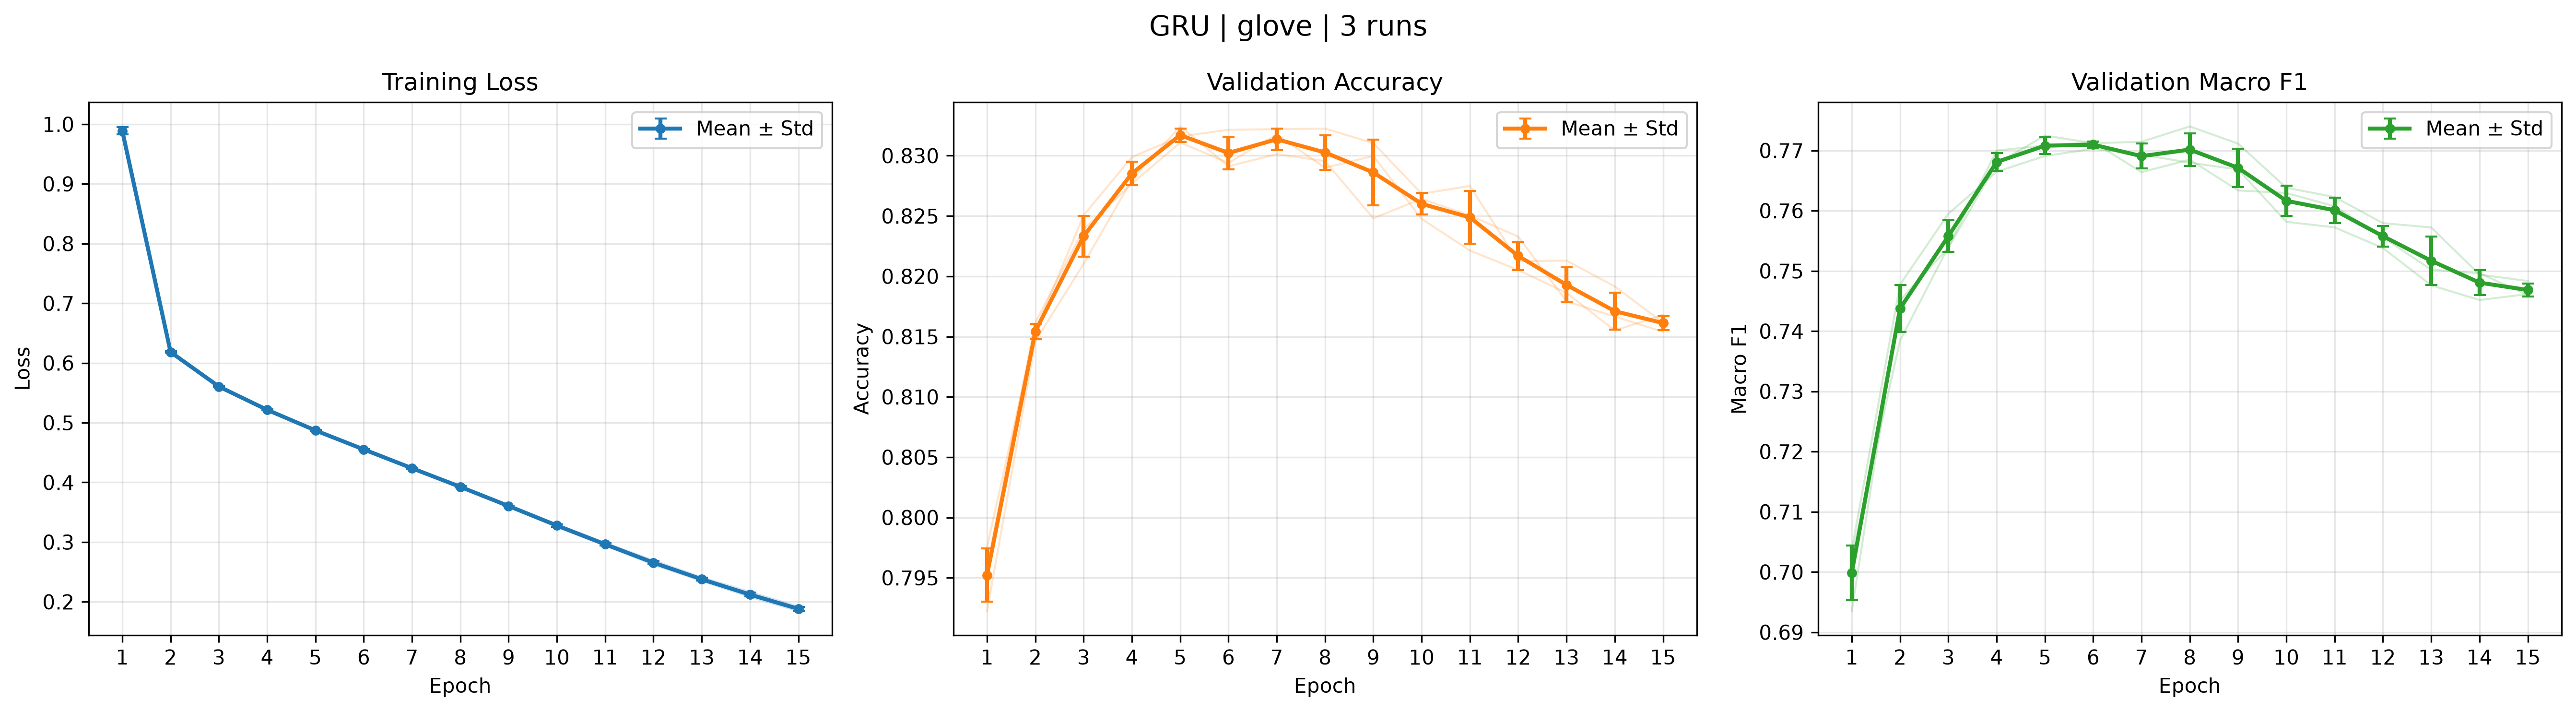 GRU | glove | 3 runs
Training Loss
Mean ± Std
Loss
1.0
0.9
0.8
0.7
0.6
0.5
0.4
0.3
0.2
1 2 3 4 5 6 7 8 9 10 11 12 13 14 15
Epoch
Validation Accuracy
Mean ± Std
Accuracy
0.830
0.825
0.820
0.815
0.810
0.805
0.800
0.795
1 2 3 4 5 6 7 8 9 10 11 12 13 14 15
Epoch
Validation Macro F1
Mean ± Std
Macro F1
0.77
0.76
0.75
0.74
0.73
0.72
0.71
0.70
0.69
1 2 3 4 5 6 7 8 9 10 11 12 13 14 15
Epoch